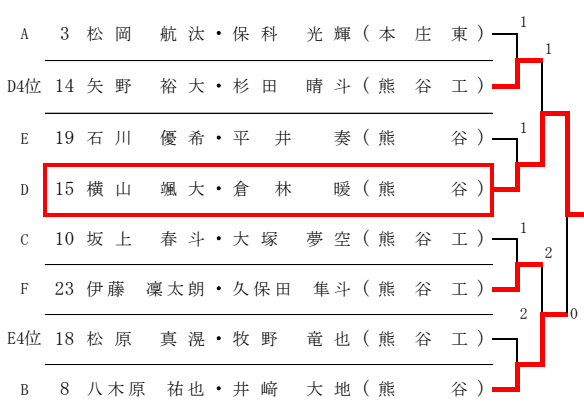 A 3 松岡 航汰・保科 光輝(本庄東) 1
1
D4位 14 矢野 裕大・杉田 晴斗(熊谷工)
E 19 石川 優希・平井 奏(熊谷) 1
D 15 横山 颯大・倉林 暖(熊谷)
C 10 坂上 春斗・大塚 夢空(熊谷工) 1
2
F 23 伊藤 凜太朗・久保田 隼斗(熊谷工)
2 0
E4位 18 松原 真滉・牧野 竜也(熊谷工)
B 8 八木原 祐也・井﨑 大地(熊谷)